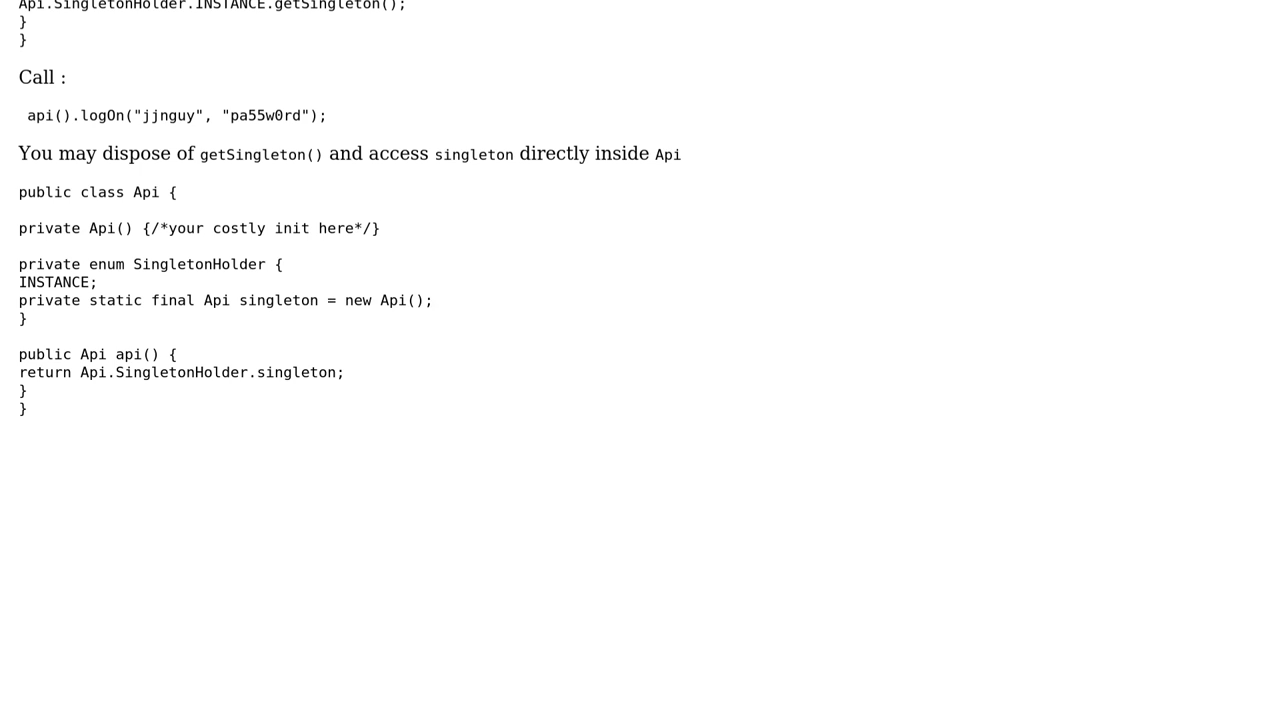 Api.SingletonHolder.INSTANCE.getSingleton();
}
}
Call :
api().logOn("jjnguy", "pa55w0rd");
You may dispose of getSingleton() and access singleton directly inside Api
public class Api {
private Api() {/*your costly init here*/}
private enum SingletonHolder {
INSTANCE;
private static final Api singleton = new Api();
}
public Api api() {
return Api.SingletonHolder.singleton;
}
}